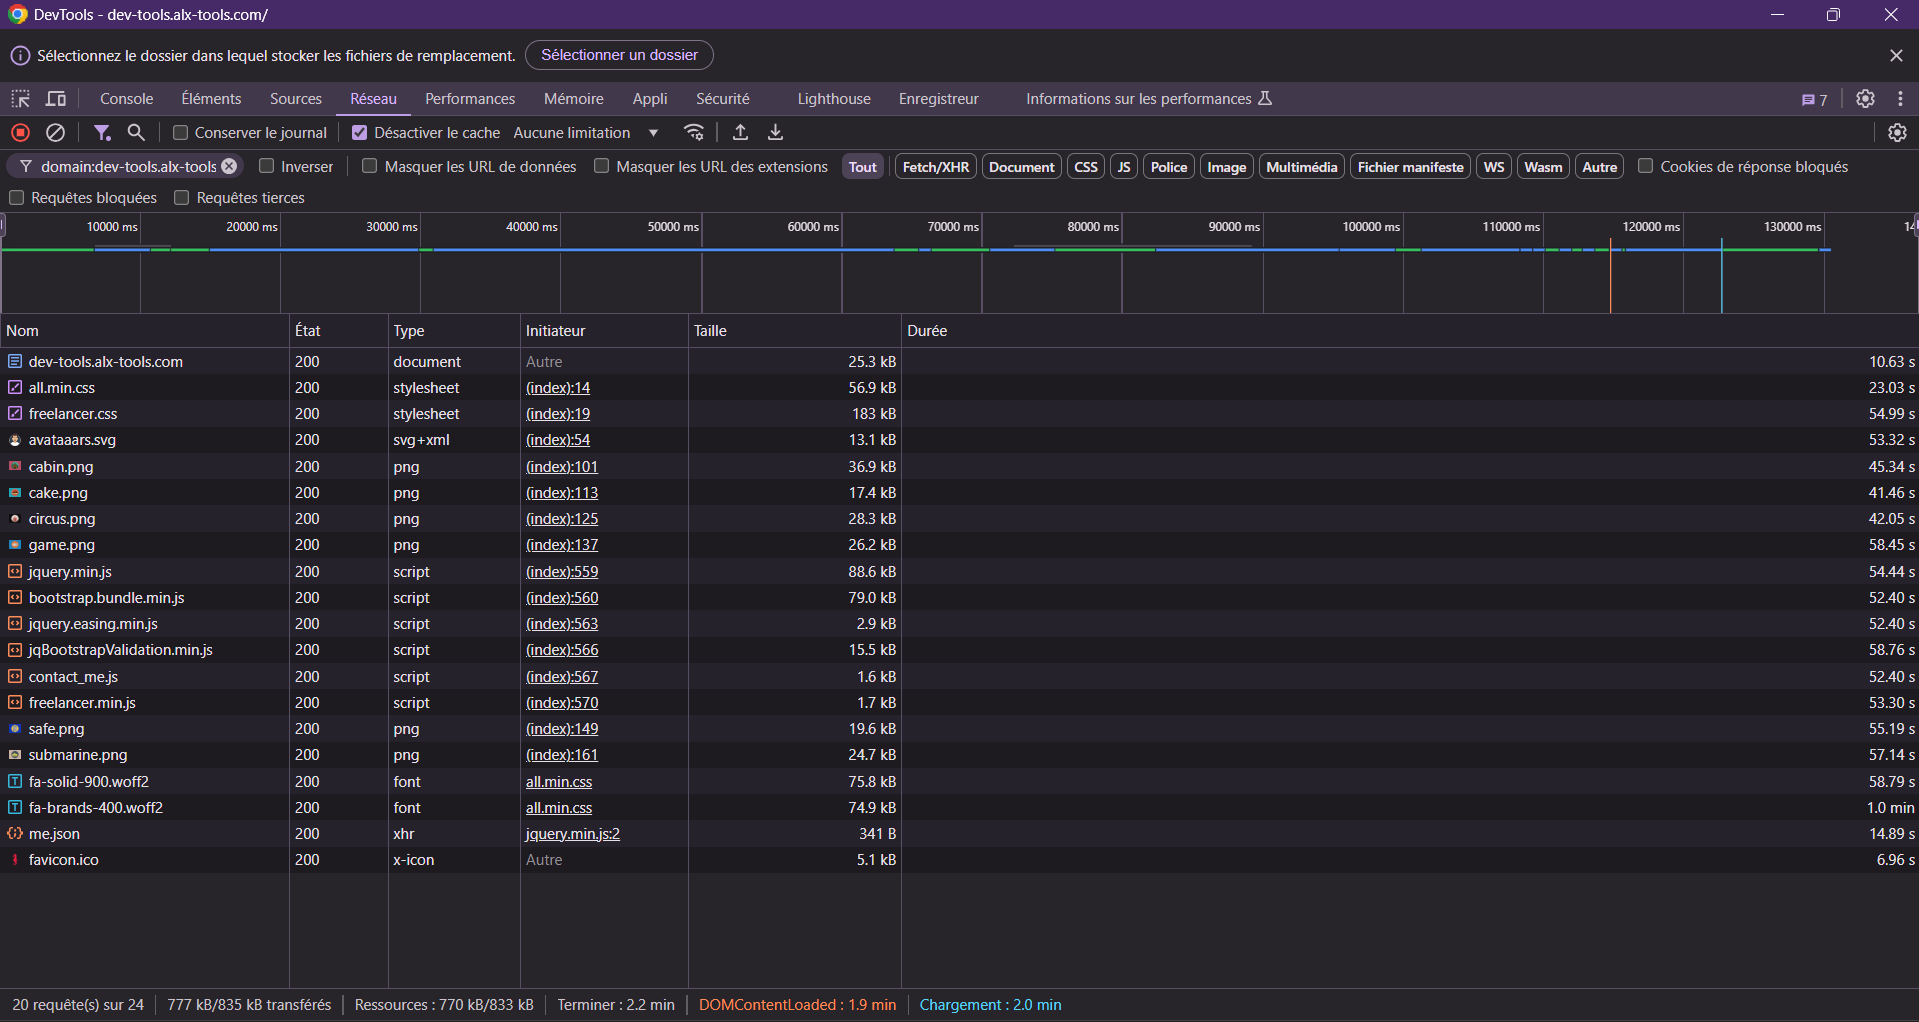 DevTools - dev-tools.alx-tools.com/
Sélectionnez le dossier dans lequel stocker les fichiers de remplacement. Sélectionner un dossier
Console Éléments Sources Réseau Performances Mémoire Appli Sécurité Lighthouse Enregistreur Informations sur les performances 7
Conserver le journal Désactiver le cache Aucune limitation
domain:dev-tools.alx-tools Inverser Masquer les URL de données Masquer les URL des extensions Tout Fetch/XHR Document CSS JS Police Image Multimédia Fichier manifeste WS Wasm Autre Cookies de réponse bloqués
Requêtes bloquées Requêtes tierces
10000 ms 20000 ms 30000 ms 40000 ms 50000 ms 60000 ms 70000 ms 80000 ms 90000 ms 100000 ms 110000 ms 120000 ms 130000 ms 14
Nom État Type Initiateur Taille Durée
dev-tools.alx-tools.com 200 document Autre 25.3 kB 10.63 s
all.min.css 200 stylesheet (index):14 56.9 kB 23.03 s
freelancer.css 200 stylesheet (index):19 183 kB 54.99 s
avataaars.svg 200 svg+xml (index):54 13.1 kB 53.32 s
cabin.png 200 png (index):101 36.9 kB 45.34 s
cake.png 200 png (index):113 17.4 kB 41.46 s
circus.png 200 png (index):125 28.3 kB 42.05 s
game.png 200 png (index):137 26.2 kB 58.45 s
jquery.min.js 200 script (index):559 88.6 kB 54.44 s
bootstrap.bundle.min.js 200 script (index):560 79.0 kB 52.40 s
jquery.easing.min.js 200 script (index):563 2.9 kB 52.40 s
jqBootstrapValidation.min.js 200 script (index):566 15.5 kB 58.76 s
contact_me.js 200 script (index):567 1.6 kB 52.40 s
freelancer.min.js 200 script (index):570 1.7 kB 53.30 s
safe.png 200 png (index):149 19.6 kB 55.19 s
submarine.png 200 png (index):161 24.7 kB 57.14 s
fa-solid-900.woff2 200 font all.min.css 75.8 kB 58.79 s
fa-brands-400.woff2 200 font all.min.css 74.9 kB 1.0 min
me.json 200 xhr jquery.min.js:2 341 B 14.89 s
favicon.ico 200 x-icon Autre 5.1 kB 6.96 s
20 requête(s) sur 24 777 kB/835 kB transférés Ressources : 770 kB/833 kB Terminer : 2.2 min DOMContentLoaded : 1.9 min Chargement : 2.0 min